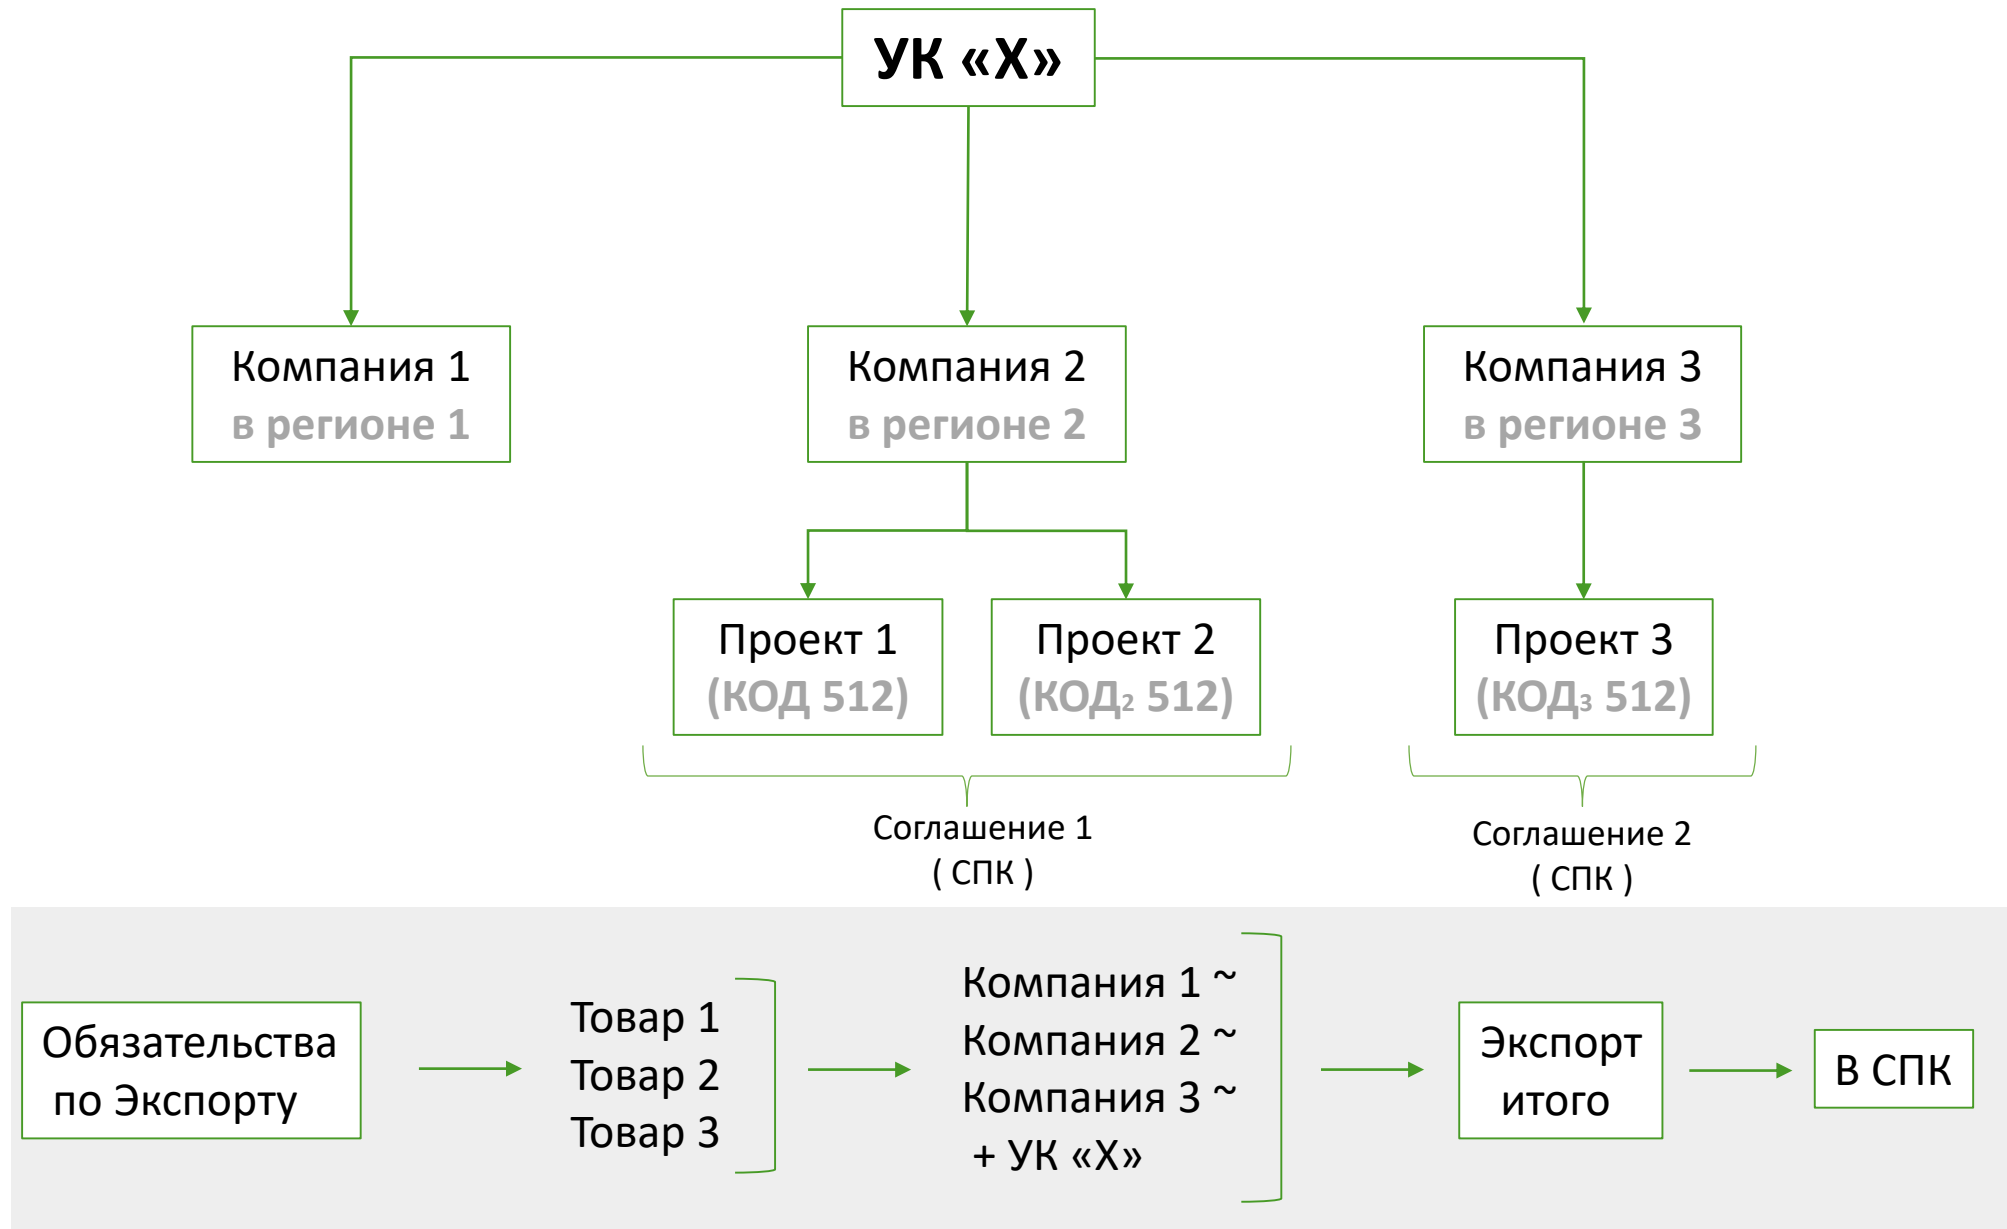 УК «Х»
Компания 1
в регионе 1
Компания 2
в регионе 2
Компания 3
в регионе 3
Проект 1
(КОД 512)
Проект 2
(КОД₂ 512)
Проект 3
(КОД₃ 512)
Соглашение 1
( СПК )
Соглашение 2
( СПК )
Обязательства
по Экспорту
Товар 1
Товар 2
Товар 3
Компания 1 ~
Компания 2 ~
Компания 3 ~
+ УК «Х»
Экспорт
итого
В СПК